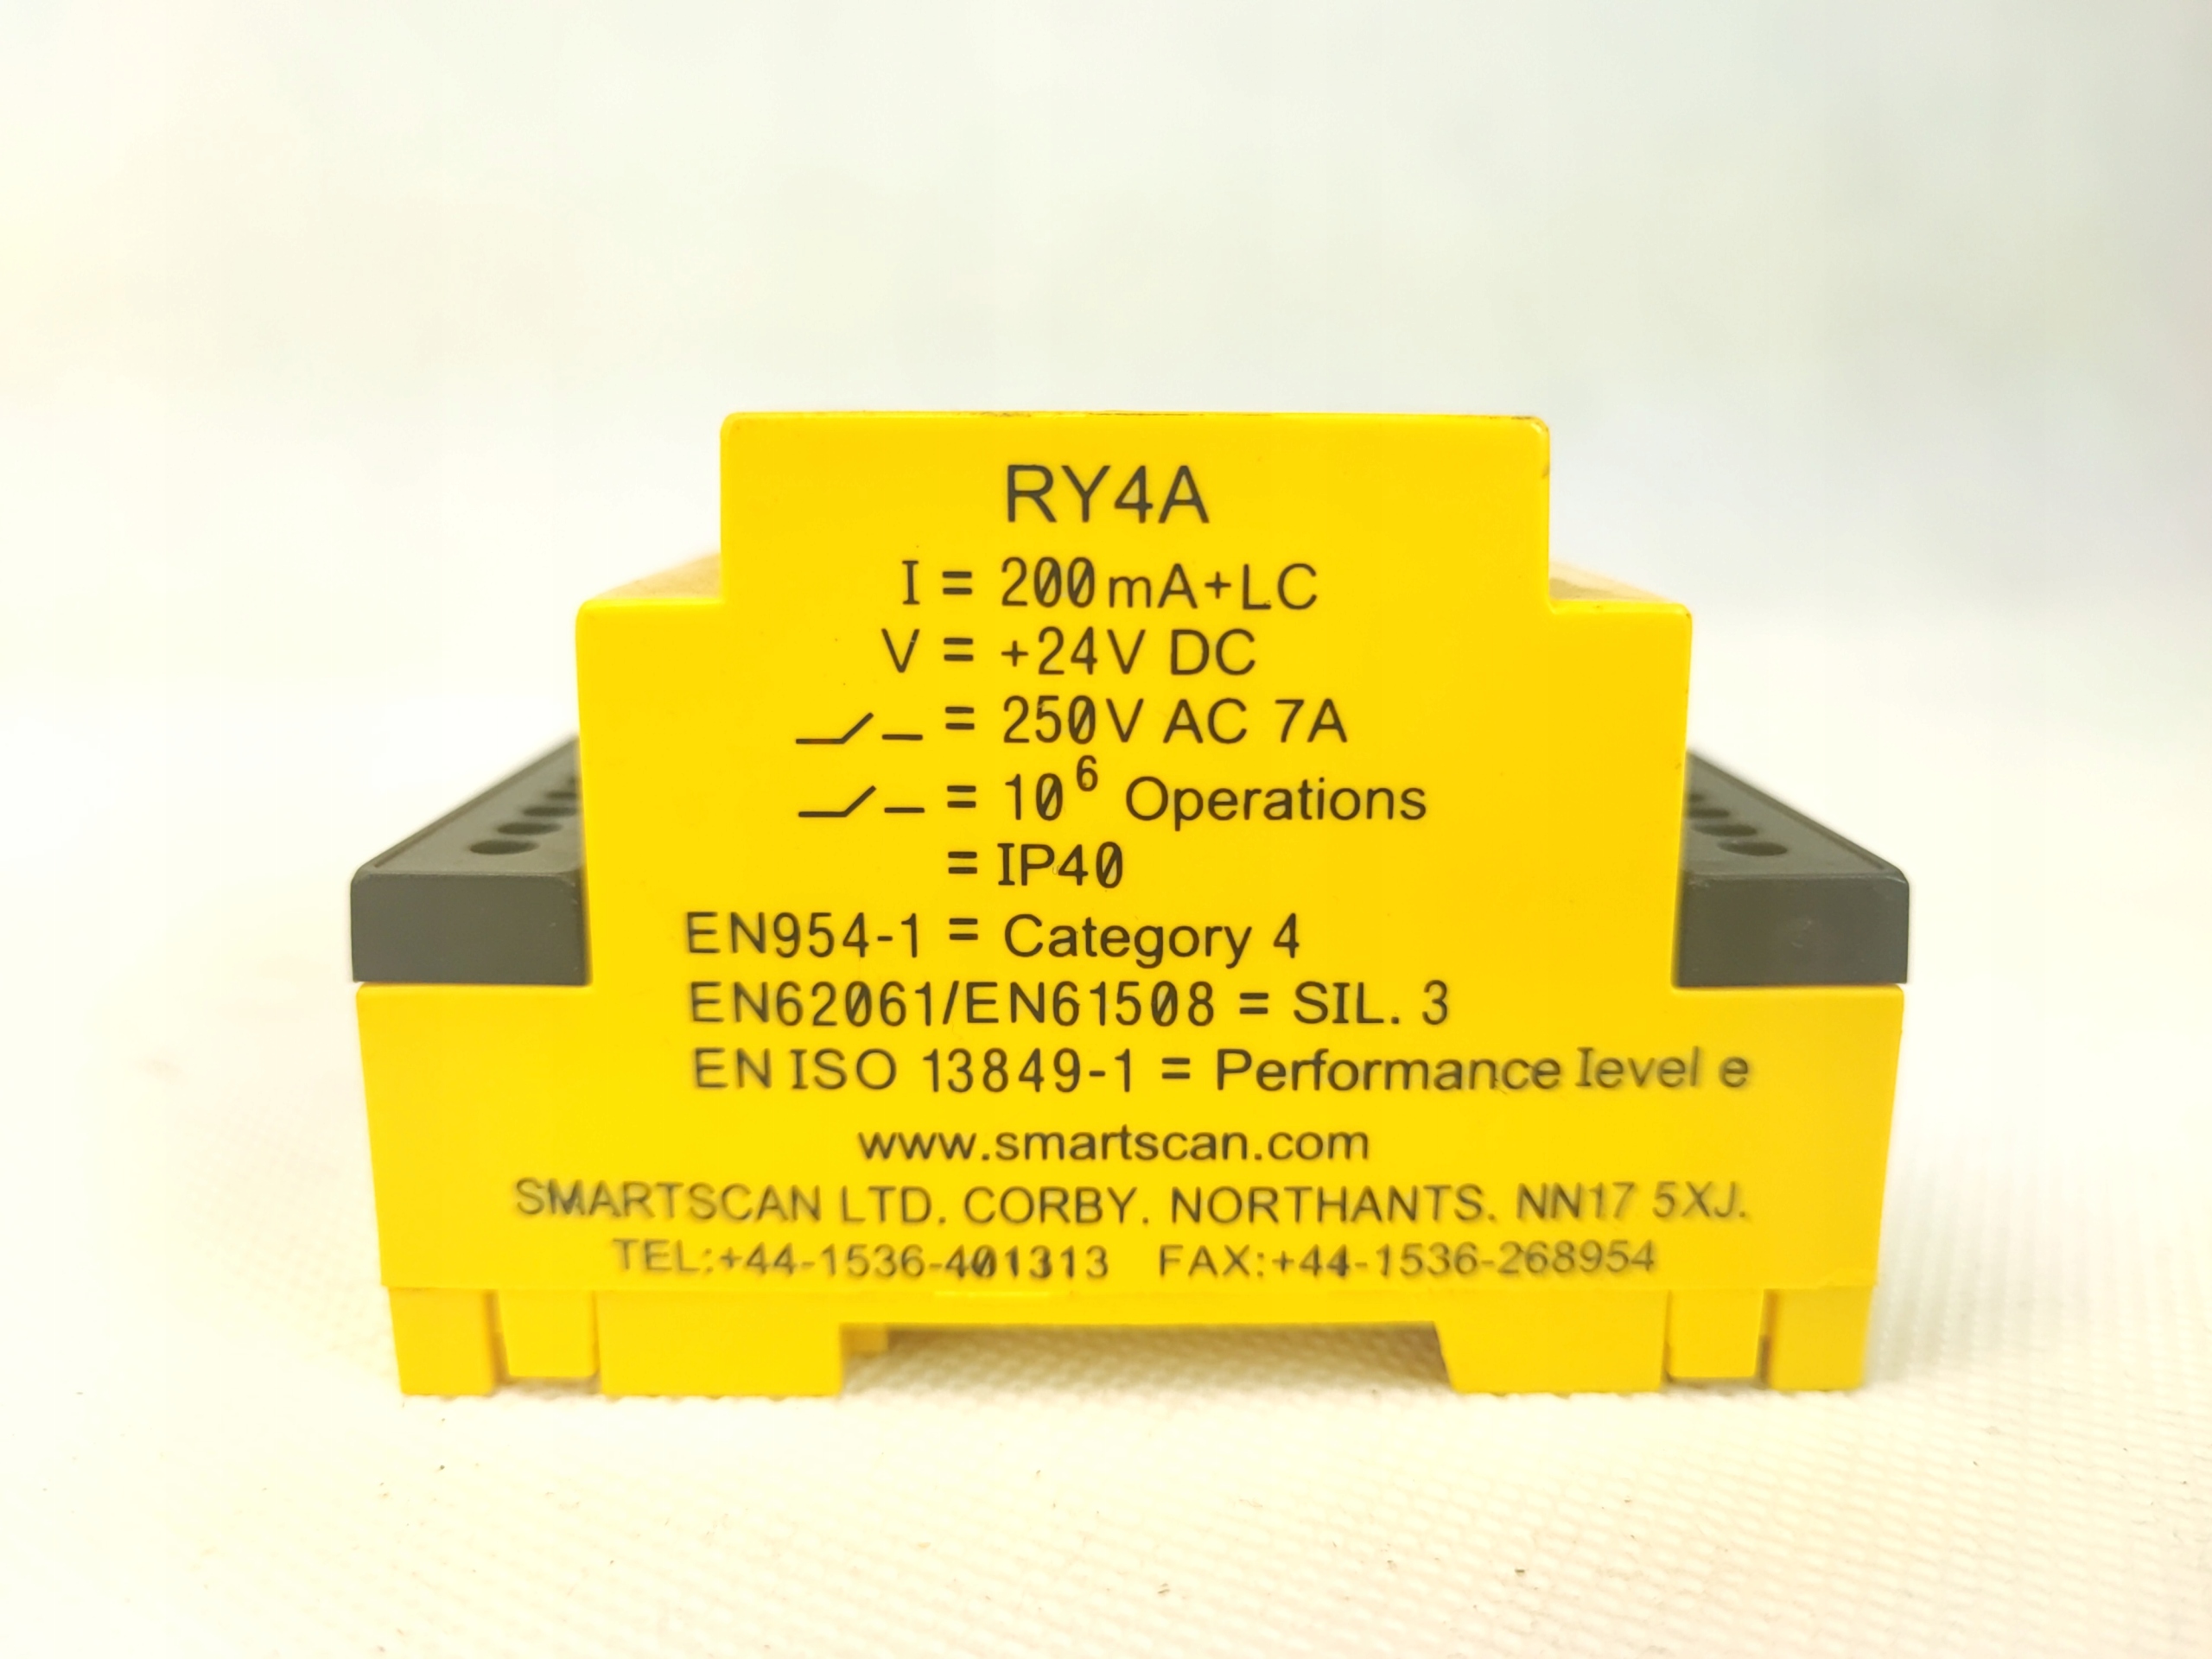 RY4A
I = 200mA+LC
V = +24V DC
= 250V AC 7A
= 10⁶ Operations
= IP40
EN954-1 = Category 4
EN62061/EN61508 = SIL. 3
EN ISO 13849-1 = Performance level e
www.smartscan.com
SMARTSCAN LTD. CORBY. NORTHANTS. NN17 5XJ.
TEL:+44-1536-401313 FAX:+44-1536-268954